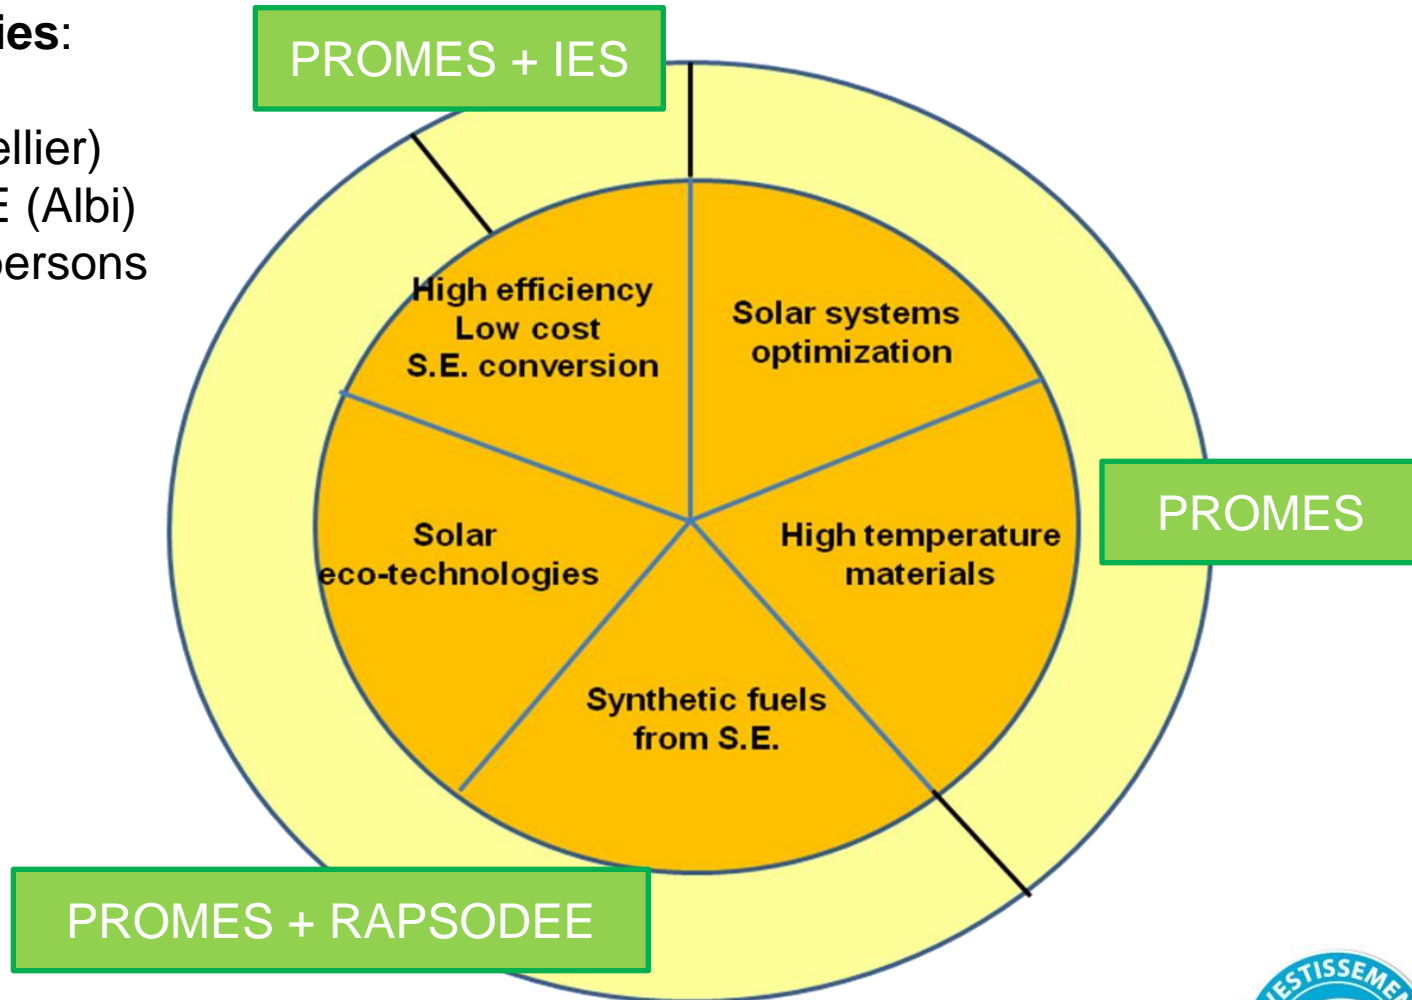 ies:
PROMES + IES
ellier)
E (Albi)
persons
High efficiency
Low cost
S.E. conversion
Solar systems
optimization
Solar
eco-technologies
High temperature
materials
PROMES
Synthetic fuels
from S.E.
PROMES + RAPSODEE
ESTISSEM